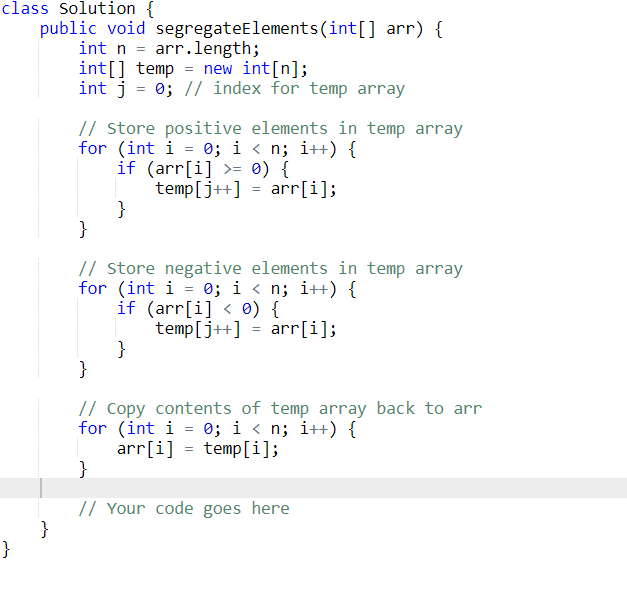 class Solution {
    public void segregateElements(int[] arr) {
        int n = arr.length;
        int[] temp = new int[n];
        int j = 0; // index for temp array

        // Store positive elements in temp array
        for (int i = 0; i < n; i++) {
            if (arr[i] >= 0) {
                temp[j++] = arr[i];
            }
        }

        // Store negative elements in temp array
        for (int i = 0; i < n; i++) {
            if (arr[i] < 0) {
                temp[j++] = arr[i];
            }
        }

        // Copy contents of temp array back to arr
        for (int i = 0; i < n; i++) {
            arr[i] = temp[i];
        }

        // Your code goes here
    }
}